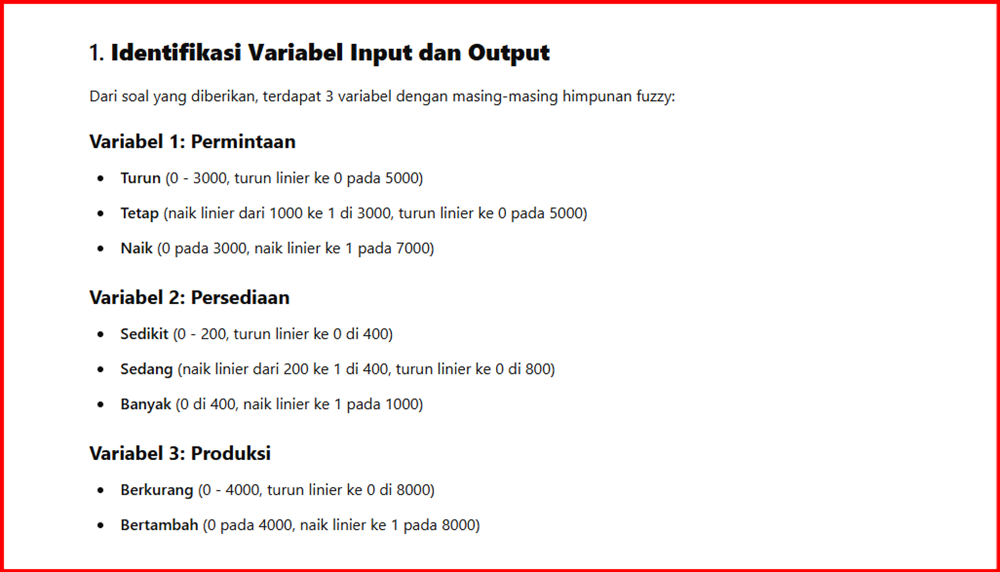 1. Identifikasi Variabel Input dan Output
Dari soal yang diberikan, terdapat 3 variabel dengan masing-masing himpunan fuzzy:
Variabel 1: Permintaan
• Turun (0 - 3000, turun linier ke 0 pada 5000)
• Tetap (naik linier dari 1000 ke 1 di 3000, turun linier ke 0 pada 5000)
• Naik (0 pada 3000, naik linier ke 1 pada 7000)
Variabel 2: Persediaan
• Sedikit (0 - 200, turun linier ke 0 di 400)
• Sedang (naik linier dari 200 ke 1 di 400, turun linier ke 0 di 800)
• Banyak (0 di 400, naik linier ke 1 pada 1000)
Variabel 3: Produksi
• Berkurang (0 - 4000, turun linier ke 0 di 8000)
• Bertambah (0 pada 4000, naik linier ke 1 pada 8000)